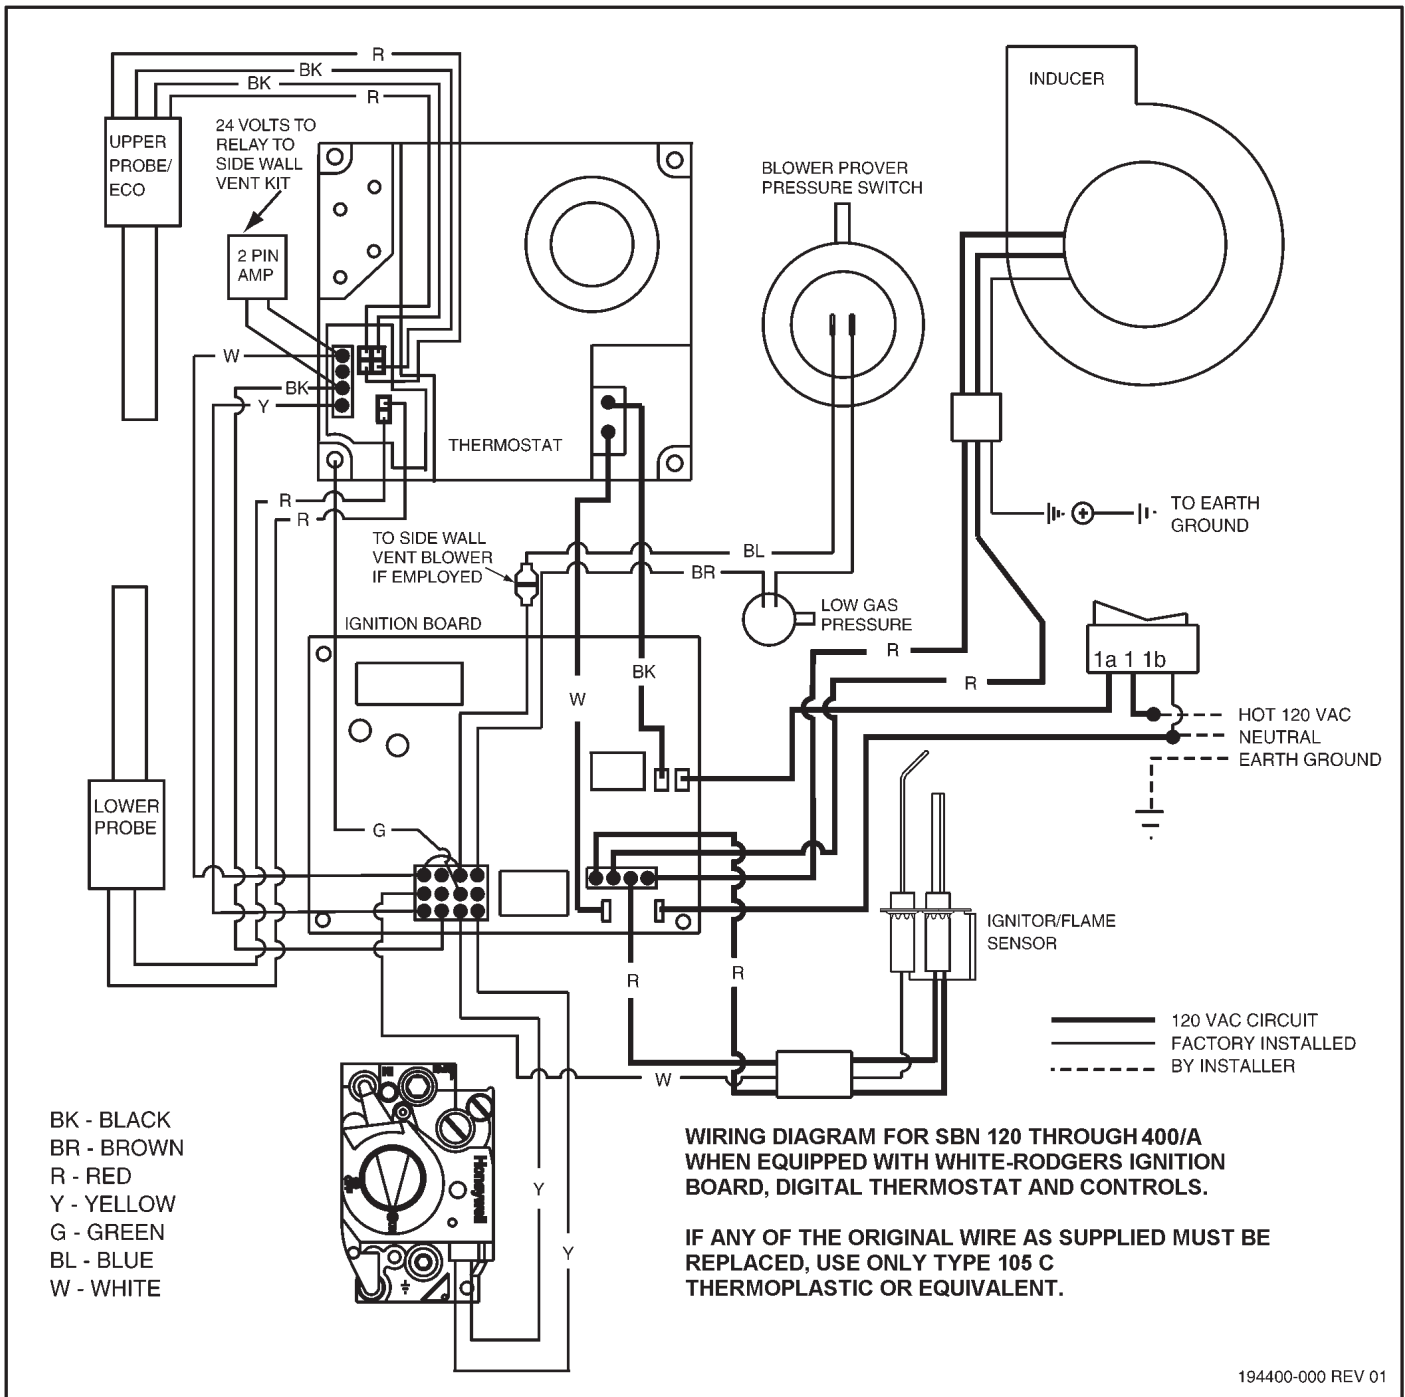 R
BK
BK
R
UPPER
PROBE/
ECO
24 VOLTS TO
RELAY TO
SIDE WALL
VENT KIT
2 PIN
AMP
INDUCER
BLOWER PROVER
PRESSURE SWITCH
W
BK
Y
THERMOSTAT
R
R
TO EARTH
GROUND
TO SIDE WALL
VENT BLOWER
IF EMPLOYED
BL
BR
LOW GAS
PRESSURE
IGNITION BOARD
1a 1 1b
R
BK
R
W
HOT 120 VAC
NEUTRAL
EARTH GROUND
LOWER
PROBE
G
IGNITOR/FLAME
SENSOR
R
R
120 VAC CIRCUIT
FACTORY INSTALLED
BY INSTALLER
W
IN
Honeywell
Y
Y
BK - BLACK
BR - BROWN
R - RED
Y - YELLOW
G - GREEN
BL - BLUE
W - WHITE
WIRING DIAGRAM FOR SBN 120 THROUGH 400/A
WHEN EQUIPPED WITH WHITE-RODGERS IGNITION
BOARD, DIGITAL THERMOSTAT AND CONTROLS.
IF ANY OF THE ORIGINAL WIRE AS SUPPLIED MUST BE
REPLACED, USE ONLY TYPE 105 C
THERMOPLASTIC OR EQUIVALENT.
194400-000 REV 01